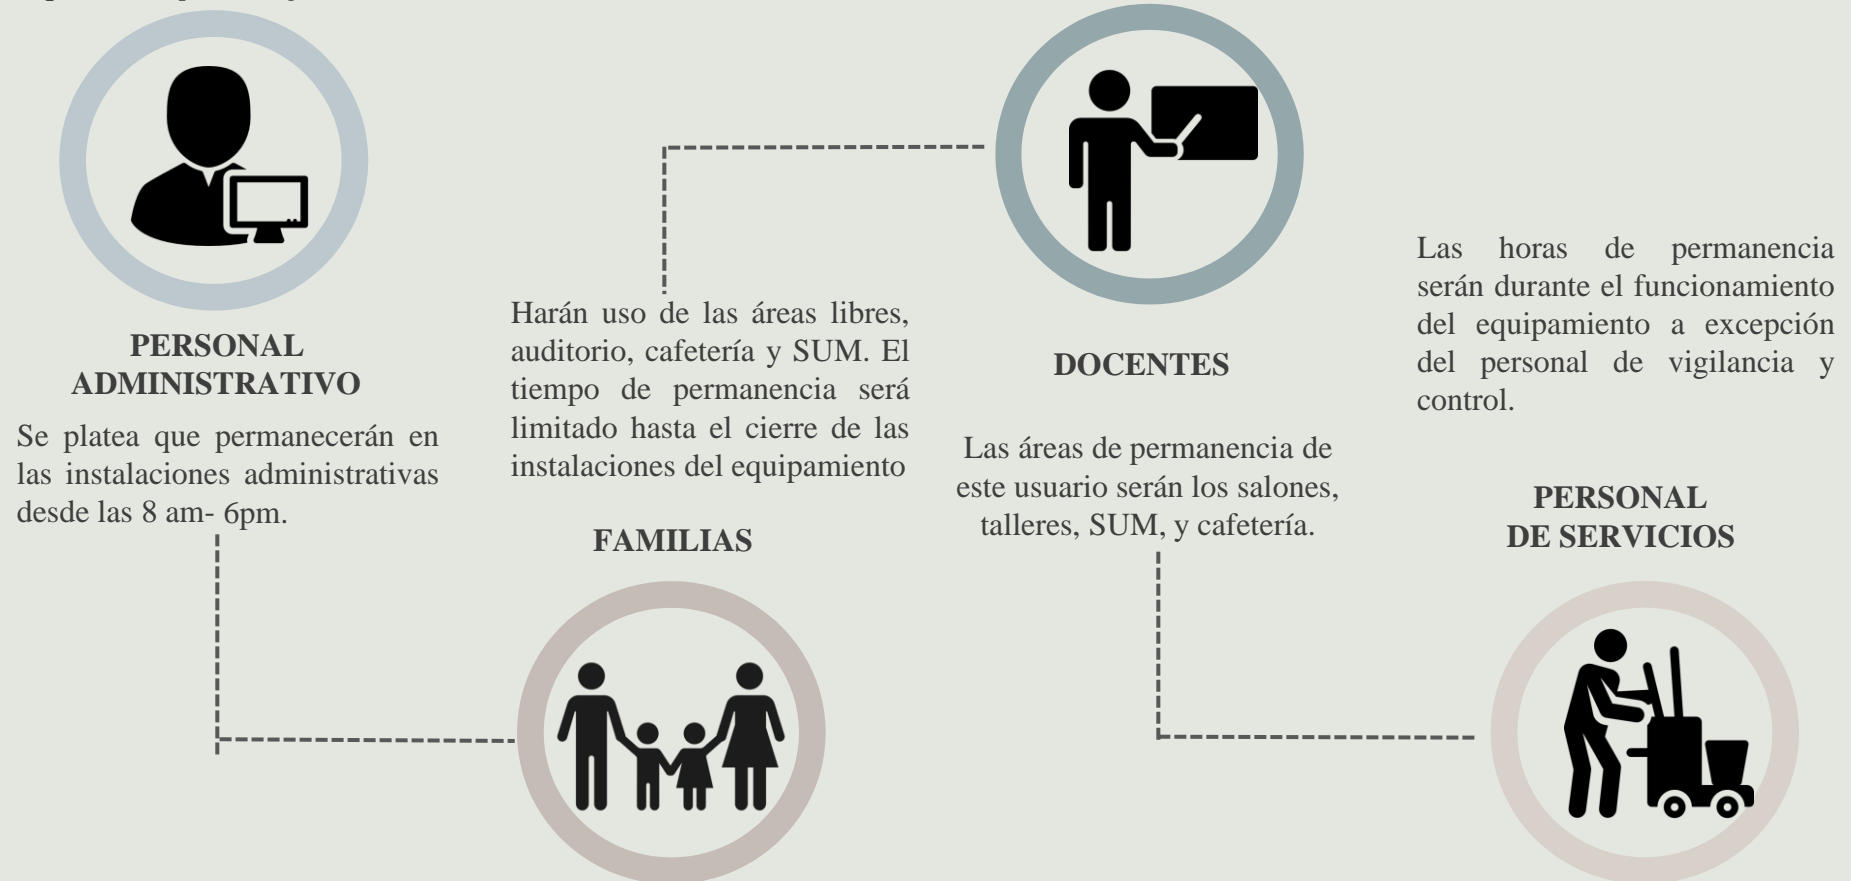 PERSONAL
ADMINISTRATIVO
Se platea que permanecerán en
las instalaciones administrativas
desde las 8 am- 6pm.
Harán uso de las áreas libres,
auditorio, cafetería y SUM. El
tiempo de permanencia será
limitado hasta el cierre de las
instalaciones del equipamiento
FAMILIAS
DOCENTES
Las áreas de permanencia de
este usuario serán los salones,
talleres, SUM, y cafetería.
Las horas de permanencia
serán durante el funcionamiento
del equipamiento a excepción
del personal de vigilancia y
control.
PERSONAL
DE SERVICIOS